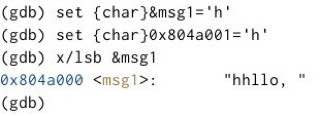 (gdb) set {char}&msg1='h'
(gdb) set {char}0x804a001='h'
(gdb) x/lsb &msg1
0x804a000 <msg1>: "hhllo, "
(gdb)